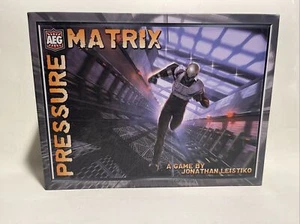 AEG
PRESSURE
MATRIX
A GAME BY
JONATHAN LEISTIKO